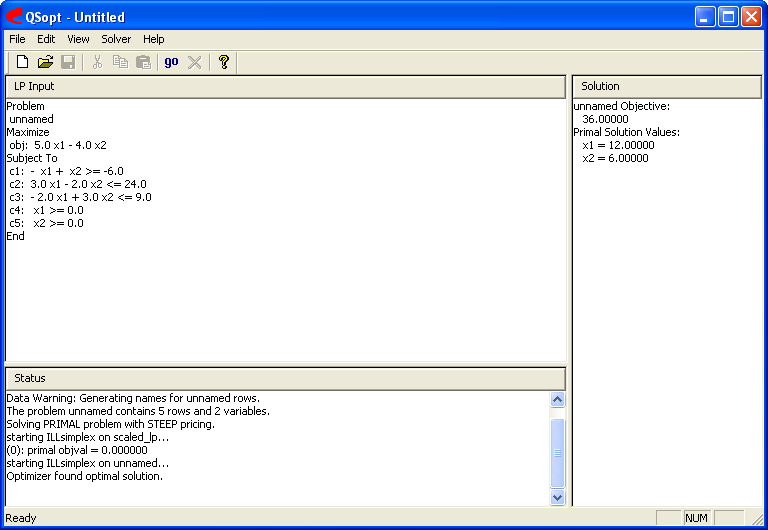 QSopt - Untitled
File Edit View Solver Help
go
?
LP Input
Problem
unnamed
Maximize
obj: 5.0 x1 - 4.0 x2
Subject To
c1: - x1 + x2 >= -6.0
c2: 3.0 x1 - 2.0 x2 <= 24.0
c3: - 2.0 x1 + 3.0 x2 <= 9.0
c4: x1 >= 0.0
c5: x2 >= 0.0
End
Solution
unnamed Objective:
36.00000
Primal Solution Values:
x1 = 12.00000
x2 = 6.00000
Status
Data Warning: Generating names for unnamed rows.
The problem unnamed contains 5 rows and 2 variables.
Solving PRIMAL problem with STEEP pricing.
starting ILLsimplex on scaled_lp...
(0): primal objval = 0.000000
starting ILLsimplex on unnamed...
Optimizer found optimal solution.
Ready
NUM